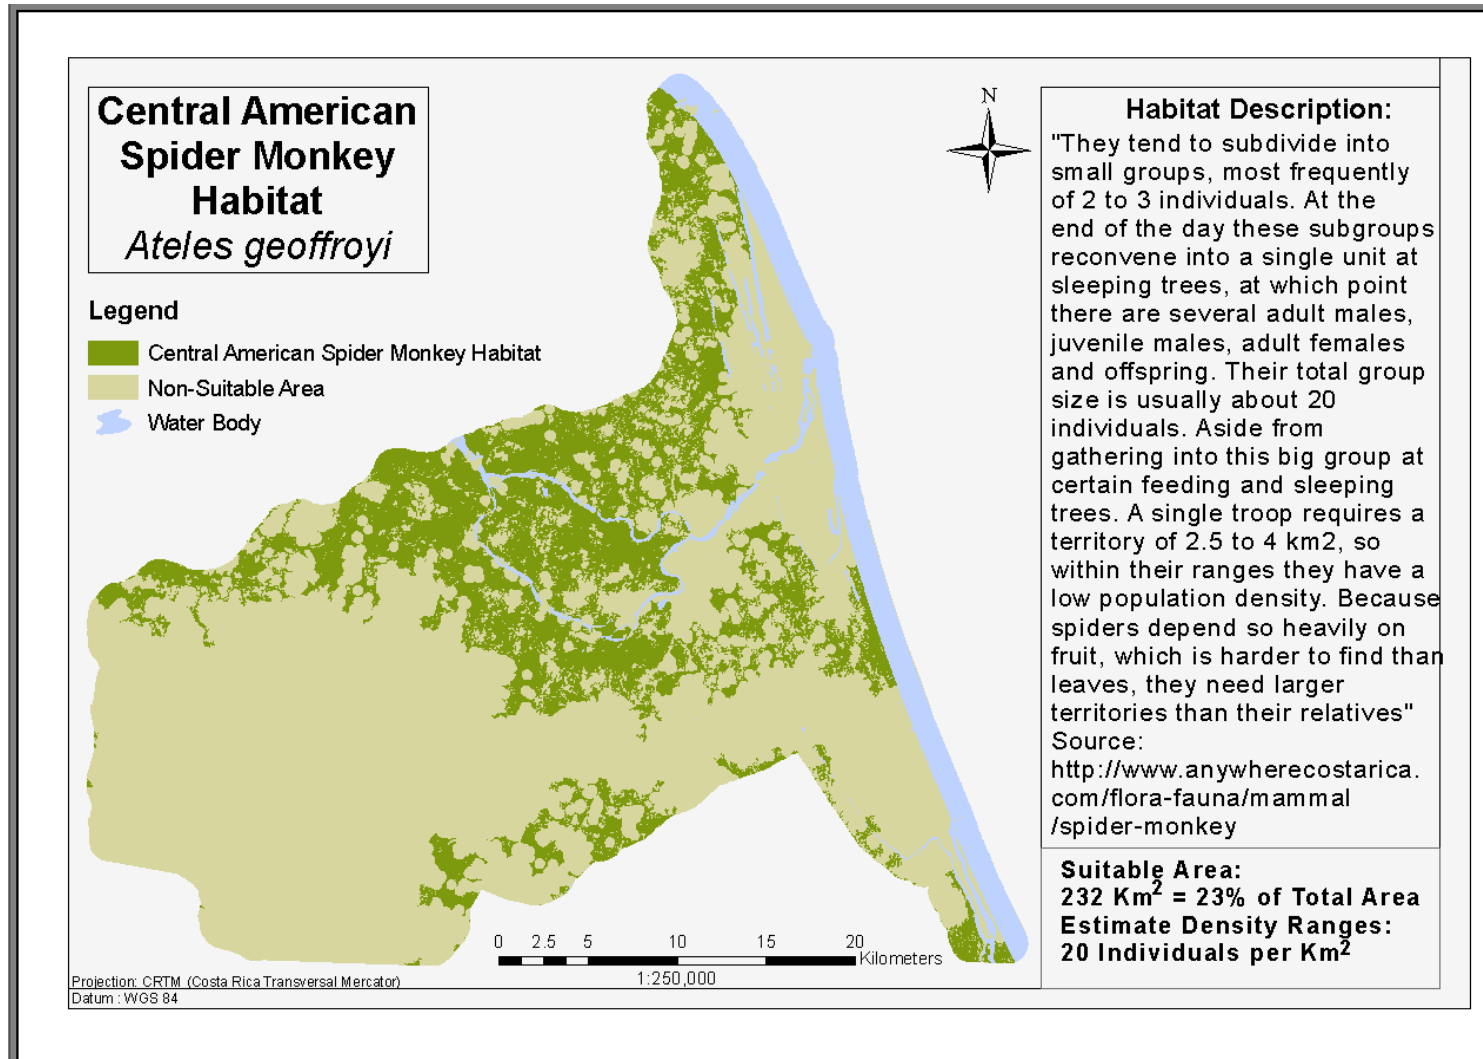 Central American
Spider Monkey
Habitat
Ateles geoffroyi
Legend
Central American Spider Monkey Habitat
Non-Suitable Area
Water Body
N
Habitat Description:
"They tend to subdivide into
small groups, most frequently
of 2 to 3 individuals. At the
end of the day these subgroups
reconvene into a single unit at
sleeping trees, at which point
there are several adult males,
juvenile males, adult females
and offspring. Their total group
size is usually about 20
individuals. Aside from
gathering into this big group at
certain feeding and sleeping
trees. A single troop requires a
territory of 2.5 to 4 km2, so
within their ranges they have a
low population density. Because
spiders depend so heavily on
fruit, which is harder to find than
leaves, they need larger
territories than their relatives"
Source:
http://www.anywherecostarica.
com/flora-fauna/mammal
/spider-monkey
Suitable Area:
232 Km² = 23% of Total Area
Estimate Density Ranges:
20 Individuals per Km²
0 2.5 5 10 15 20
Kilometers
1:250,000
Projection: CRTM (Costa Rica Transversal Mercator)
Datum : WGS 84